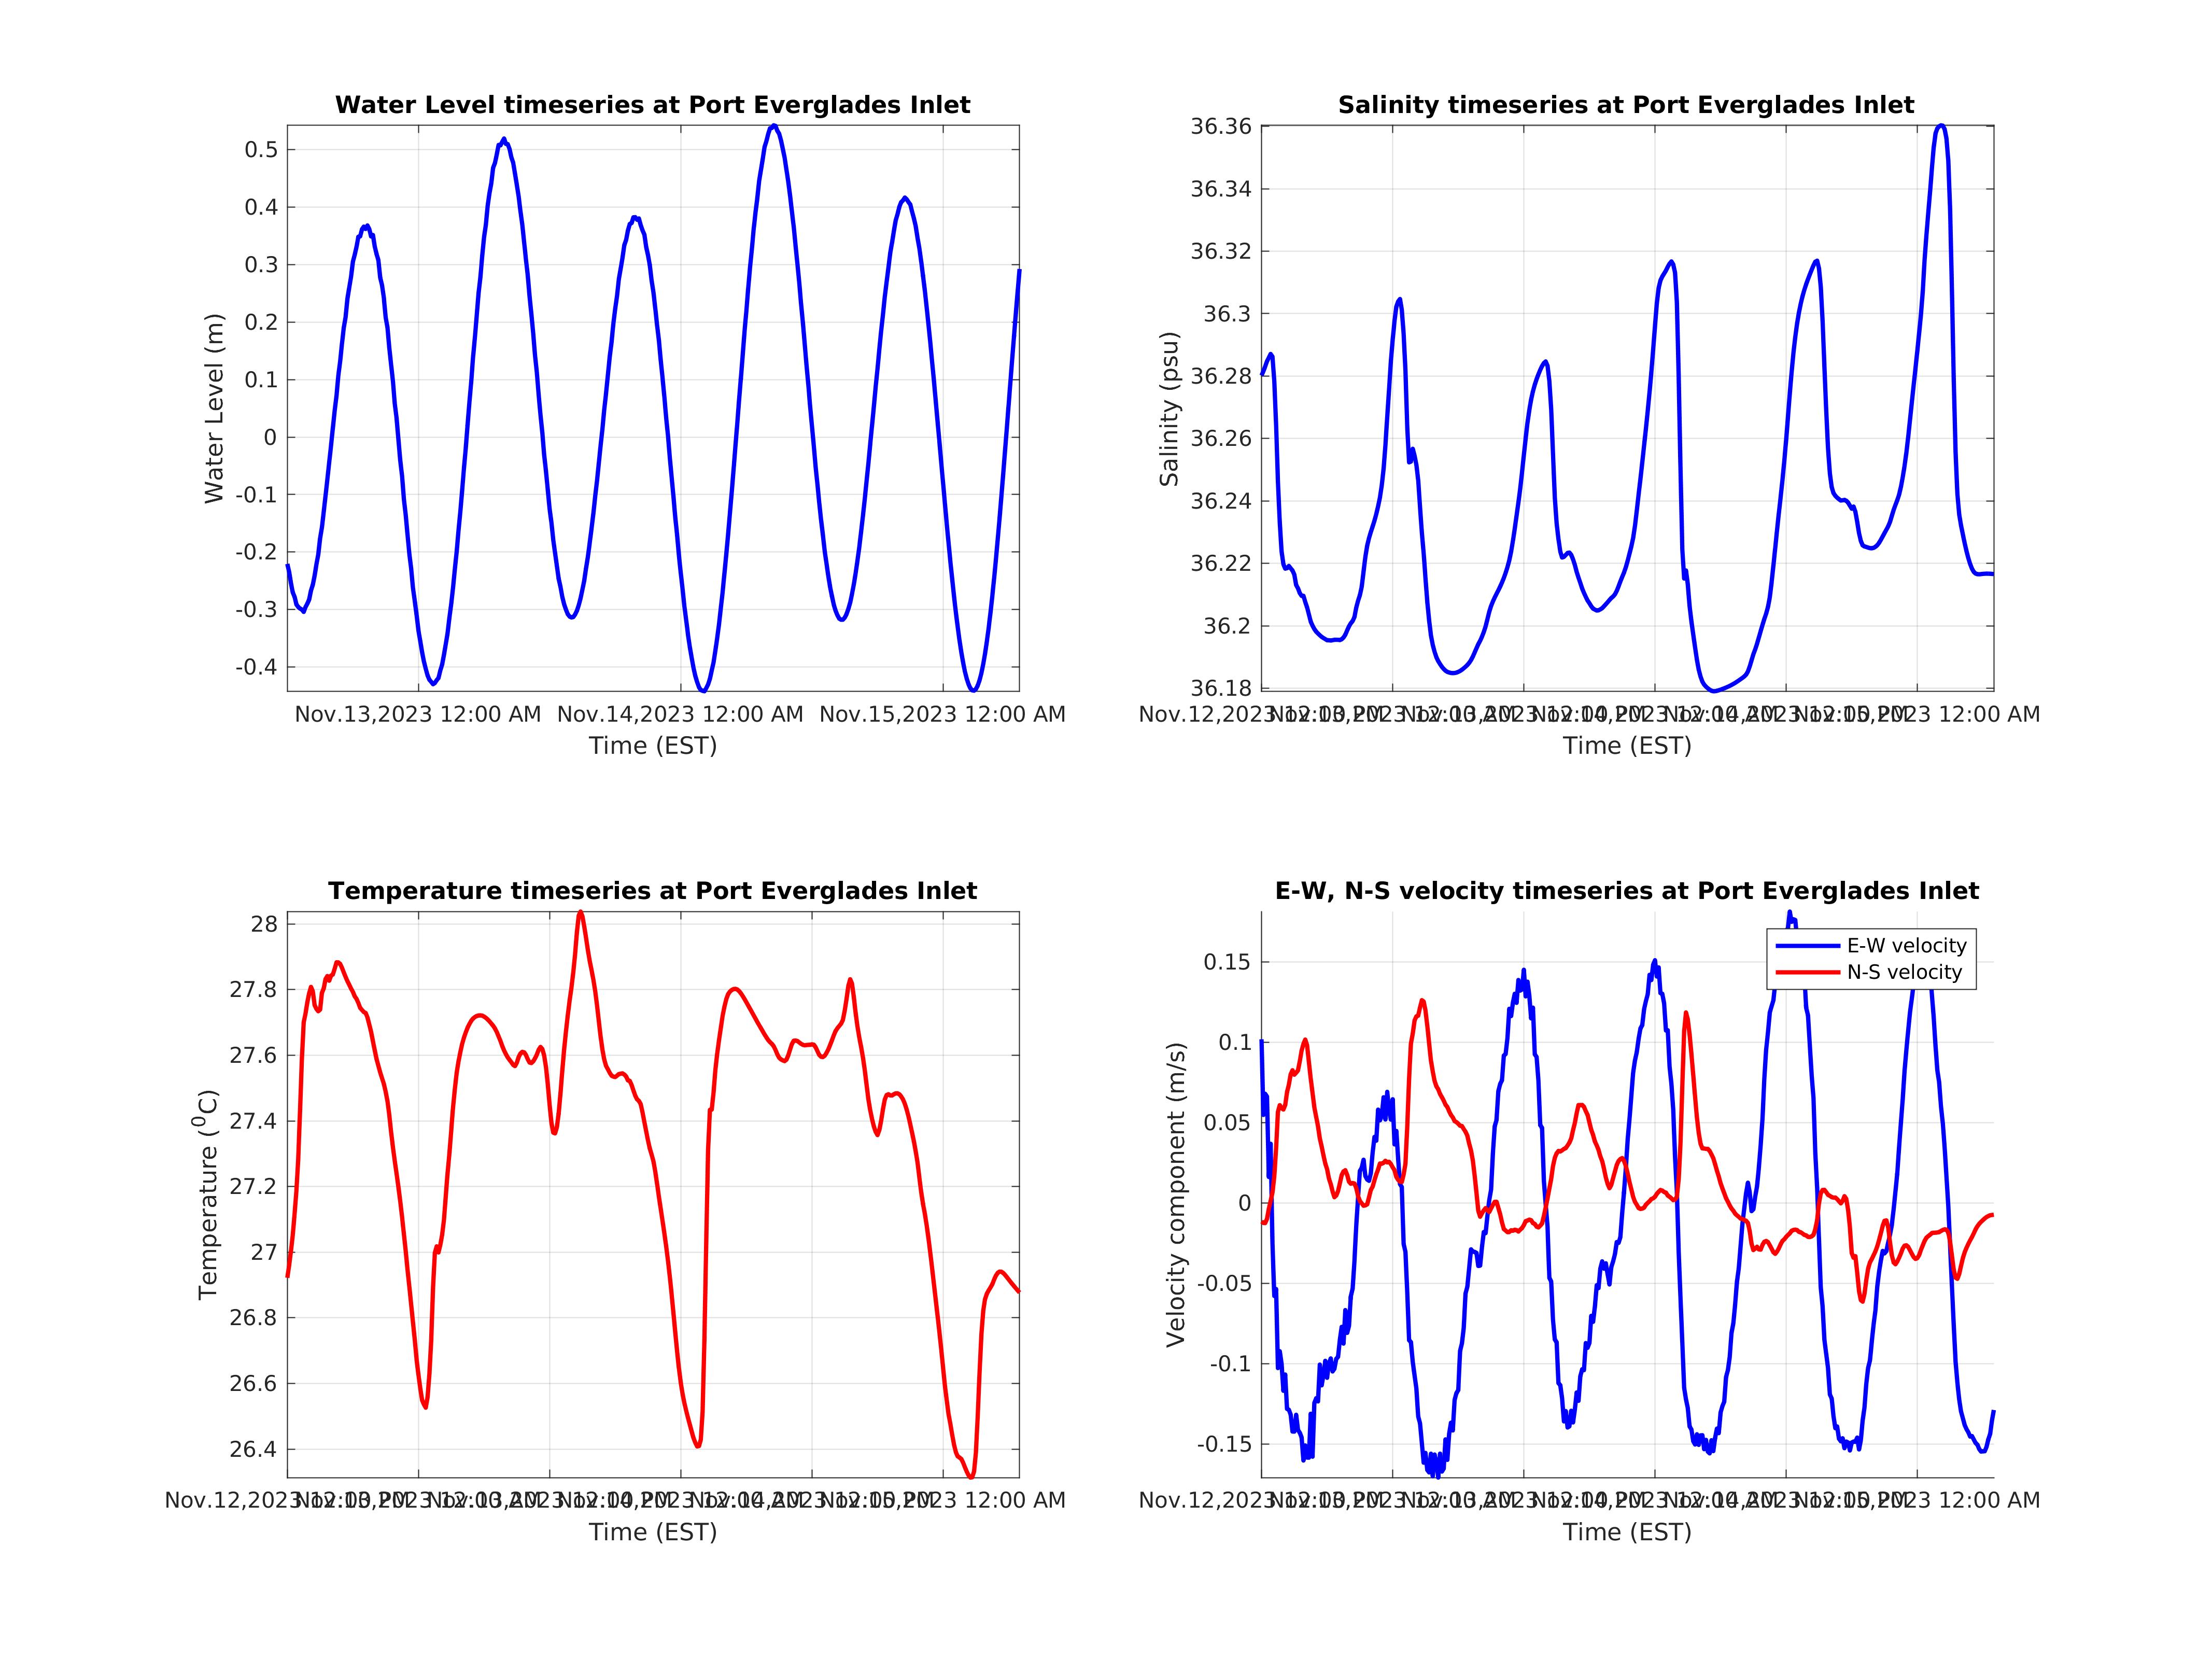 Water Level timeseries at Port Everglades Inlet
0.5
0.4
0.3
0.2
0.1
0
-0.1
-0.2
-0.3
-0.4
Water Level (m)
Nov.13,2023 12:00 AM Nov.14,2023 12:00 AM Nov.15,2023 12:00 AM
Time (EST)
Salinity timeseries at Port Everglades Inlet
36.36
36.34
36.32
36.3
36.28
36.26
36.24
36.22
36.2
36.18
Salinity (psu)
Nov.12,2023 12:00 AM
Time (EST)
Temperature timeseries at Port Everglades Inlet
28
27.8
27.6
27.4
27.2
27
26.8
26.6
26.4
Temperature (⁰C)
Nov.12,2023 12:00 AM
Time (EST)
E-W, N-S velocity timeseries at Port Everglades Inlet
E-W velocity
N-S velocity
0.15
0.1
0.05
0
-0.05
-0.1
-0.15
Velocity component (m/s)
Nov.12,2023 12:00 AM
Time (EST)